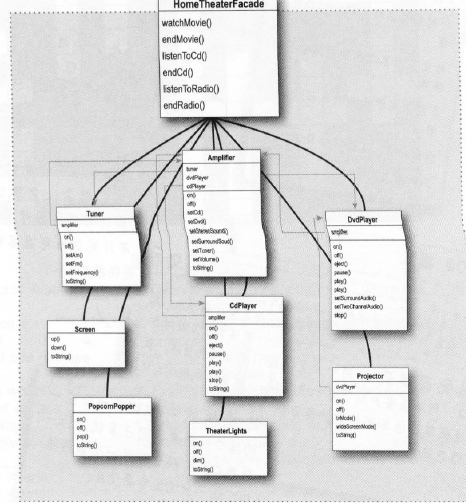 HomeTheaterFacade
watchMovie()
endMovie()
listenToCd()
endCd()
listenToRadio()
endRadio()
Amplifier
tuner
dvdPlayer
cdPlayer
on()
off()
setCd()
setDvd()
setStereoSound()
setSurroundSound()
setTuner()
setVolume()
toString()
Tuner
amplifier
on()
off()
setAm()
setFm()
setFrequency()
toString()
DvdPlayer
amplifier
on()
off()
eject()
pause()
play()
play()
setSurroundAudio()
setTwoChannelAudio()
stop()
Screen
up()
down()
toString()
CdPlayer
amplifier
on()
off()
eject()
pause()
play()
play()
stop()
toString()
Projector
dvdPlayer
on()
off()
tvMode()
wideScreenMode()
toString()
PopcornPopper
on()
off()
pop()
toString()
TheaterLights
on()
off()
dim()
toString()